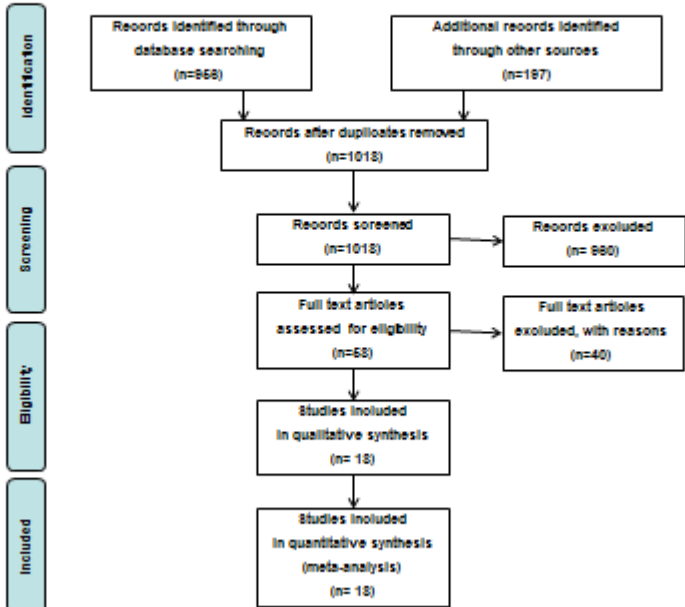 Identification
Records identified through
database searching
Additional records identified
through other sources
(n=197)
Records after duplicates removed
(n=1018)
Screening
Records screened
(n=1018)
Records excluded
(n= 960)
Eligibility
Full text articles
assessed for eligibility
(n=58)
Full text articles
excluded, with reasons
(n=40)
Studies included
in qualitative synthesis
(n= 18)
Included
Studies included
in quantitative synthesis
(meta-analysis)
(n= 18)